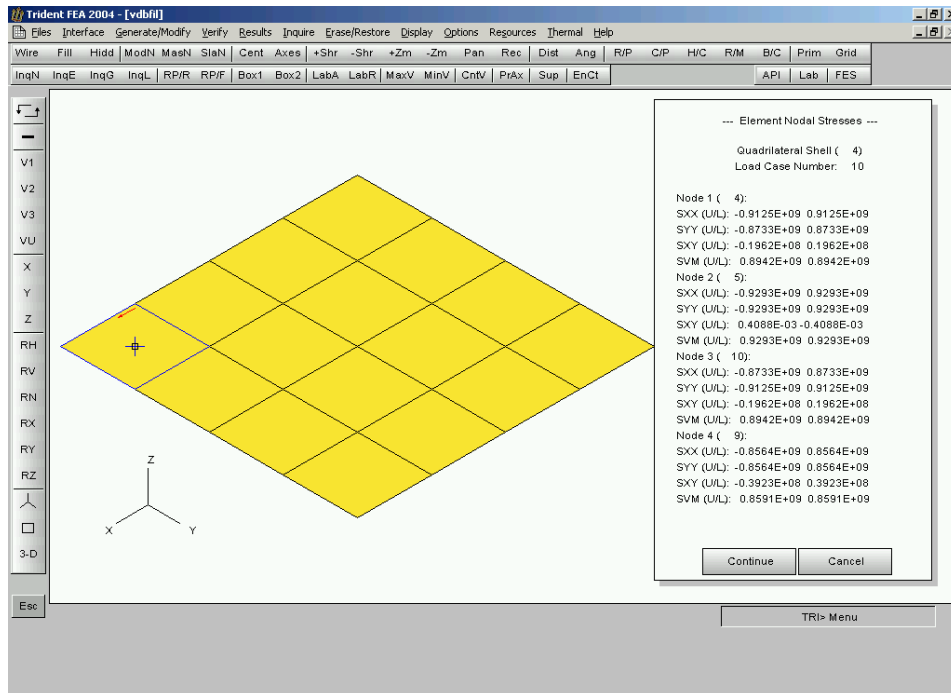 Trident FEA 2004 - [vdbfil]
Files Interface Generate/Modify Verify Results Inquire Erase/Restore Display Options Resources Thermal Help
Wire Fill Hidd ModN MasN SlaN Cent Axes +Shr -Shr +Zm -Zm Pan Rec Dist Ang R/P C/P H/C R/M B/C Prim Grid
InqN InqE InqG InqL RP/R RP/F Box1 Box2 LabA LabR MaxV MinV CntV PrAx Sup EnCt API Lab FES
V1
V2
V3
VU
X
Y
Z
RH
RV
RN
RX
RY
RZ
3-D
Esc
Z
X
Y
--- Element Nodal Stresses ---
Quadrilateral Shell ( 4)
Load Case Number: 10
Node 1 ( 4):
SXX (U/L): -0.9125E+09 0.9125E+09
SYY (U/L): -0.8733E+09 0.8733E+09
SXY (U/L): -0.1962E+08 0.1962E+08
SVM (U/L): 0.8942E+09 0.8942E+09
Node 2 ( 5):
SXX (U/L): -0.9293E+09 0.9293E+09
SYY (U/L): -0.9293E+09 0.9293E+09
SXY (U/L): 0.4088E-03 -0.4088E-03
SVM (U/L): 0.9293E+09 0.9293E+09
Node 3 ( 10):
SXX (U/L): -0.8733E+09 0.8733E+09
SYY (U/L): -0.9125E+09 0.9125E+09
SXY (U/L): -0.1962E+08 0.1962E+08
SVM (U/L): 0.8942E+09 0.8942E+09
Node 4 ( 9):
SXX (U/L): -0.8564E+09 0.8564E+09
SYY (U/L): -0.8564E+09 0.8564E+09
SXY (U/L): -0.3923E+08 0.3923E+08
SVM (U/L): 0.8591E+09 0.8591E+09
Continue Cancel
TRI> Menu